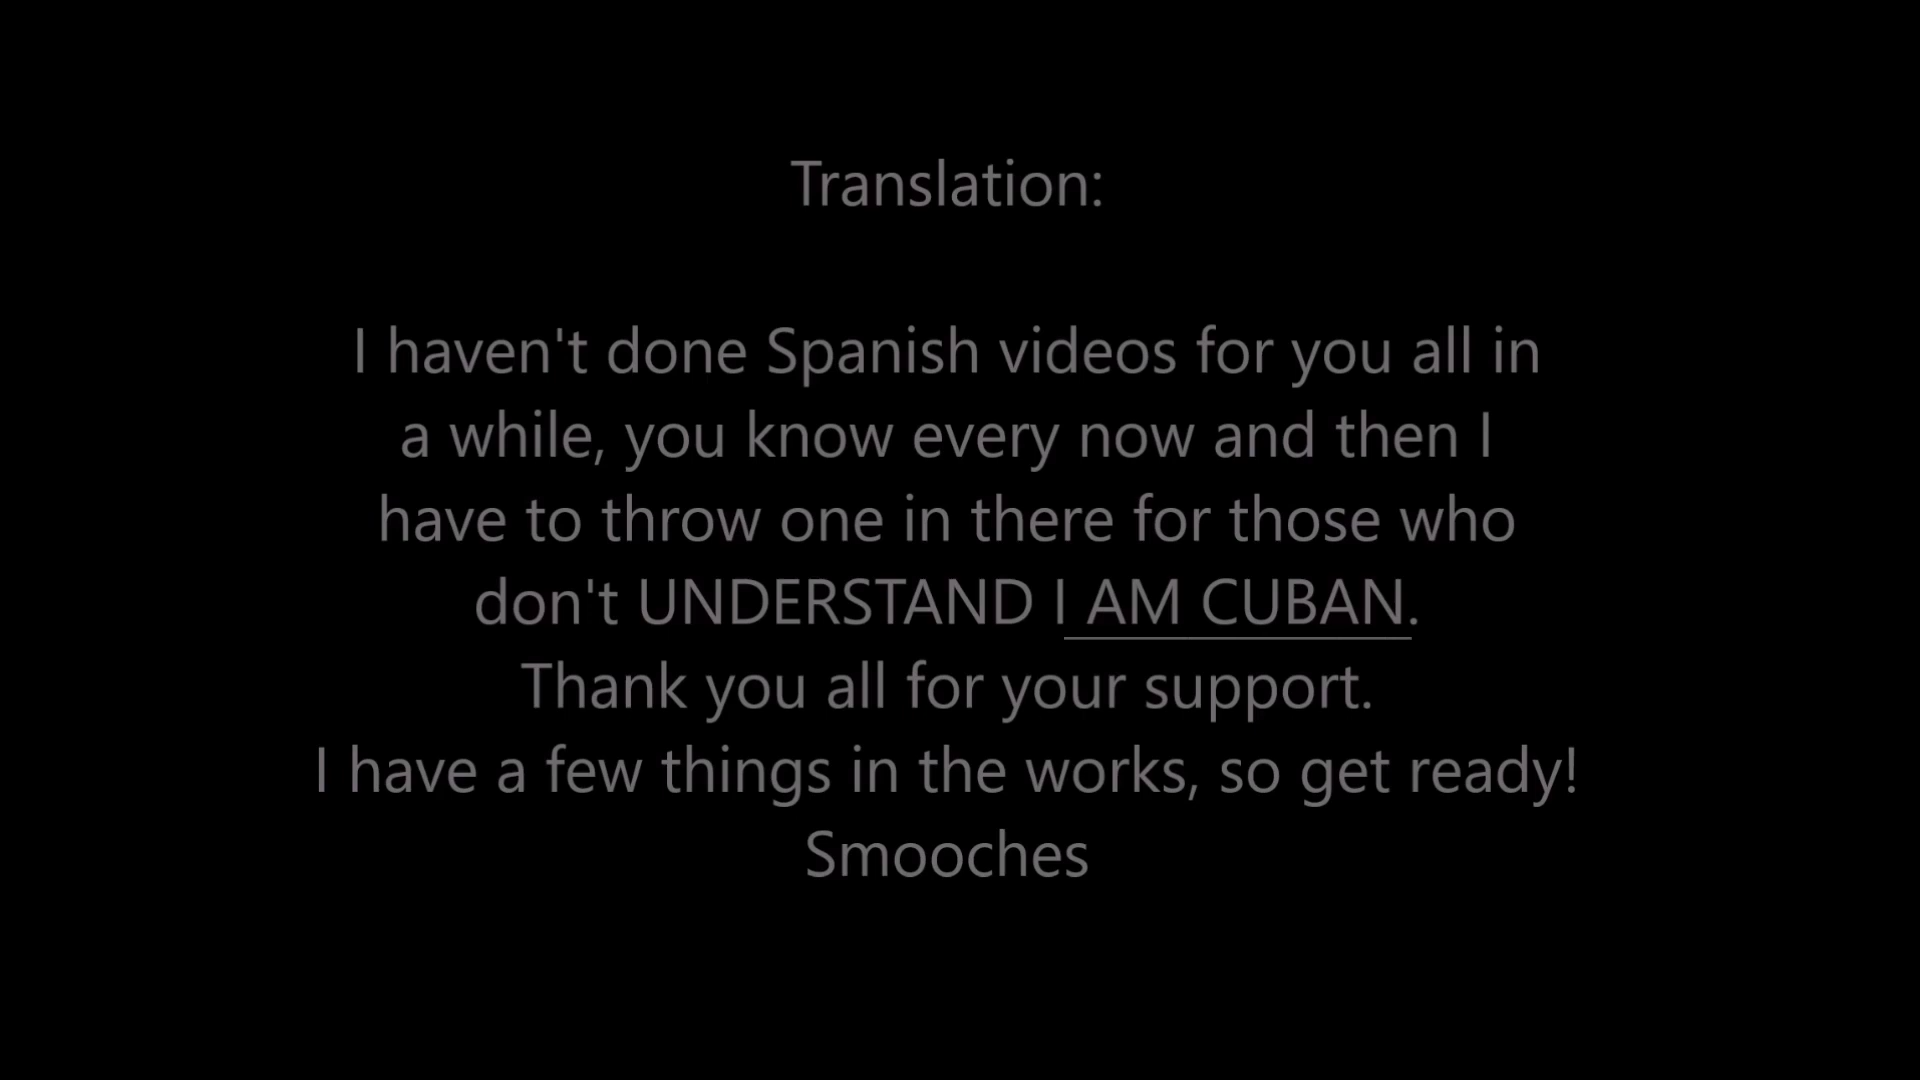 Translation:
I haven't done Spanish videos for you all in
a while, you know every now and then I
have to throw one in there for those who
don't UNDERSTAND I AM CUBAN.
Thank you all for your support.
I have a few things in the works, so get ready!
Smooches